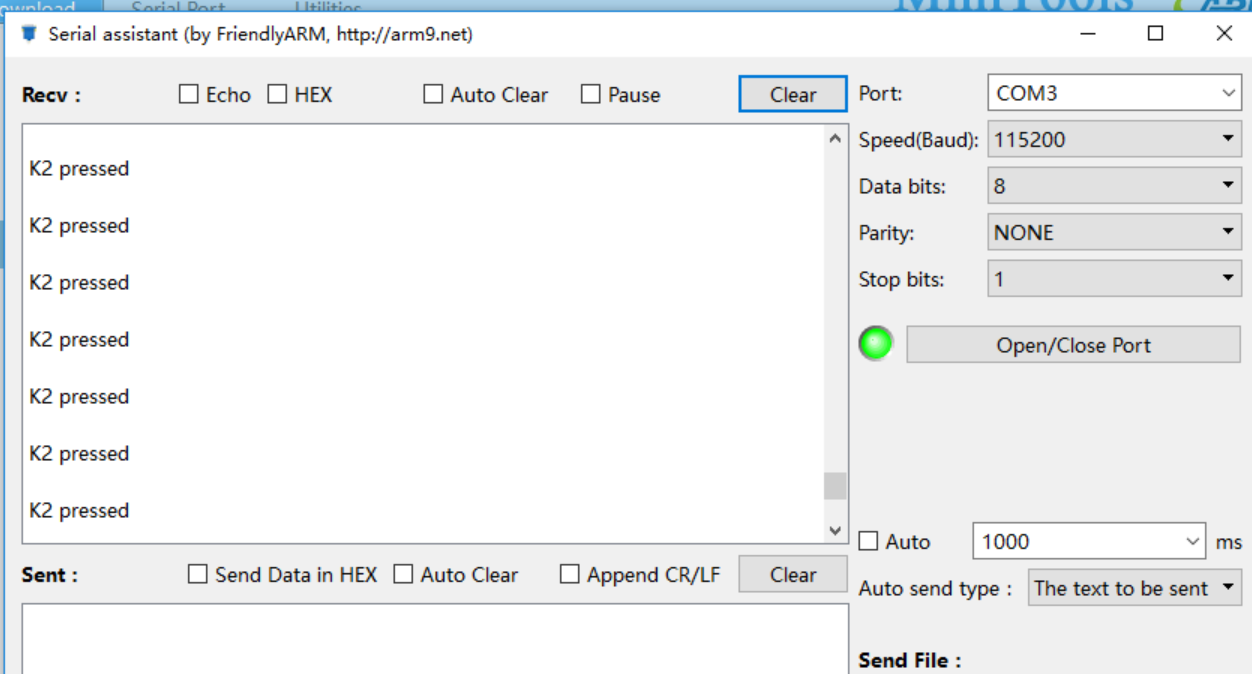 Serial Port Utilities
Serial assistant (by FriendlyARM, http://arm9.net)
Recv : Echo HEX Auto Clear Pause Clear
Port: COM3
Speed(Baud): 115200
Data bits: 8
Parity: NONE
Stop bits: 1
Open/Close Port
K2 pressed
K2 pressed
K2 pressed
K2 pressed
K2 pressed
K2 pressed
K2 pressed
Auto 1000 ms
Sent : Send Data in HEX Auto Clear Append CR/LF Clear
Auto send type : The text to be sent
Send File :